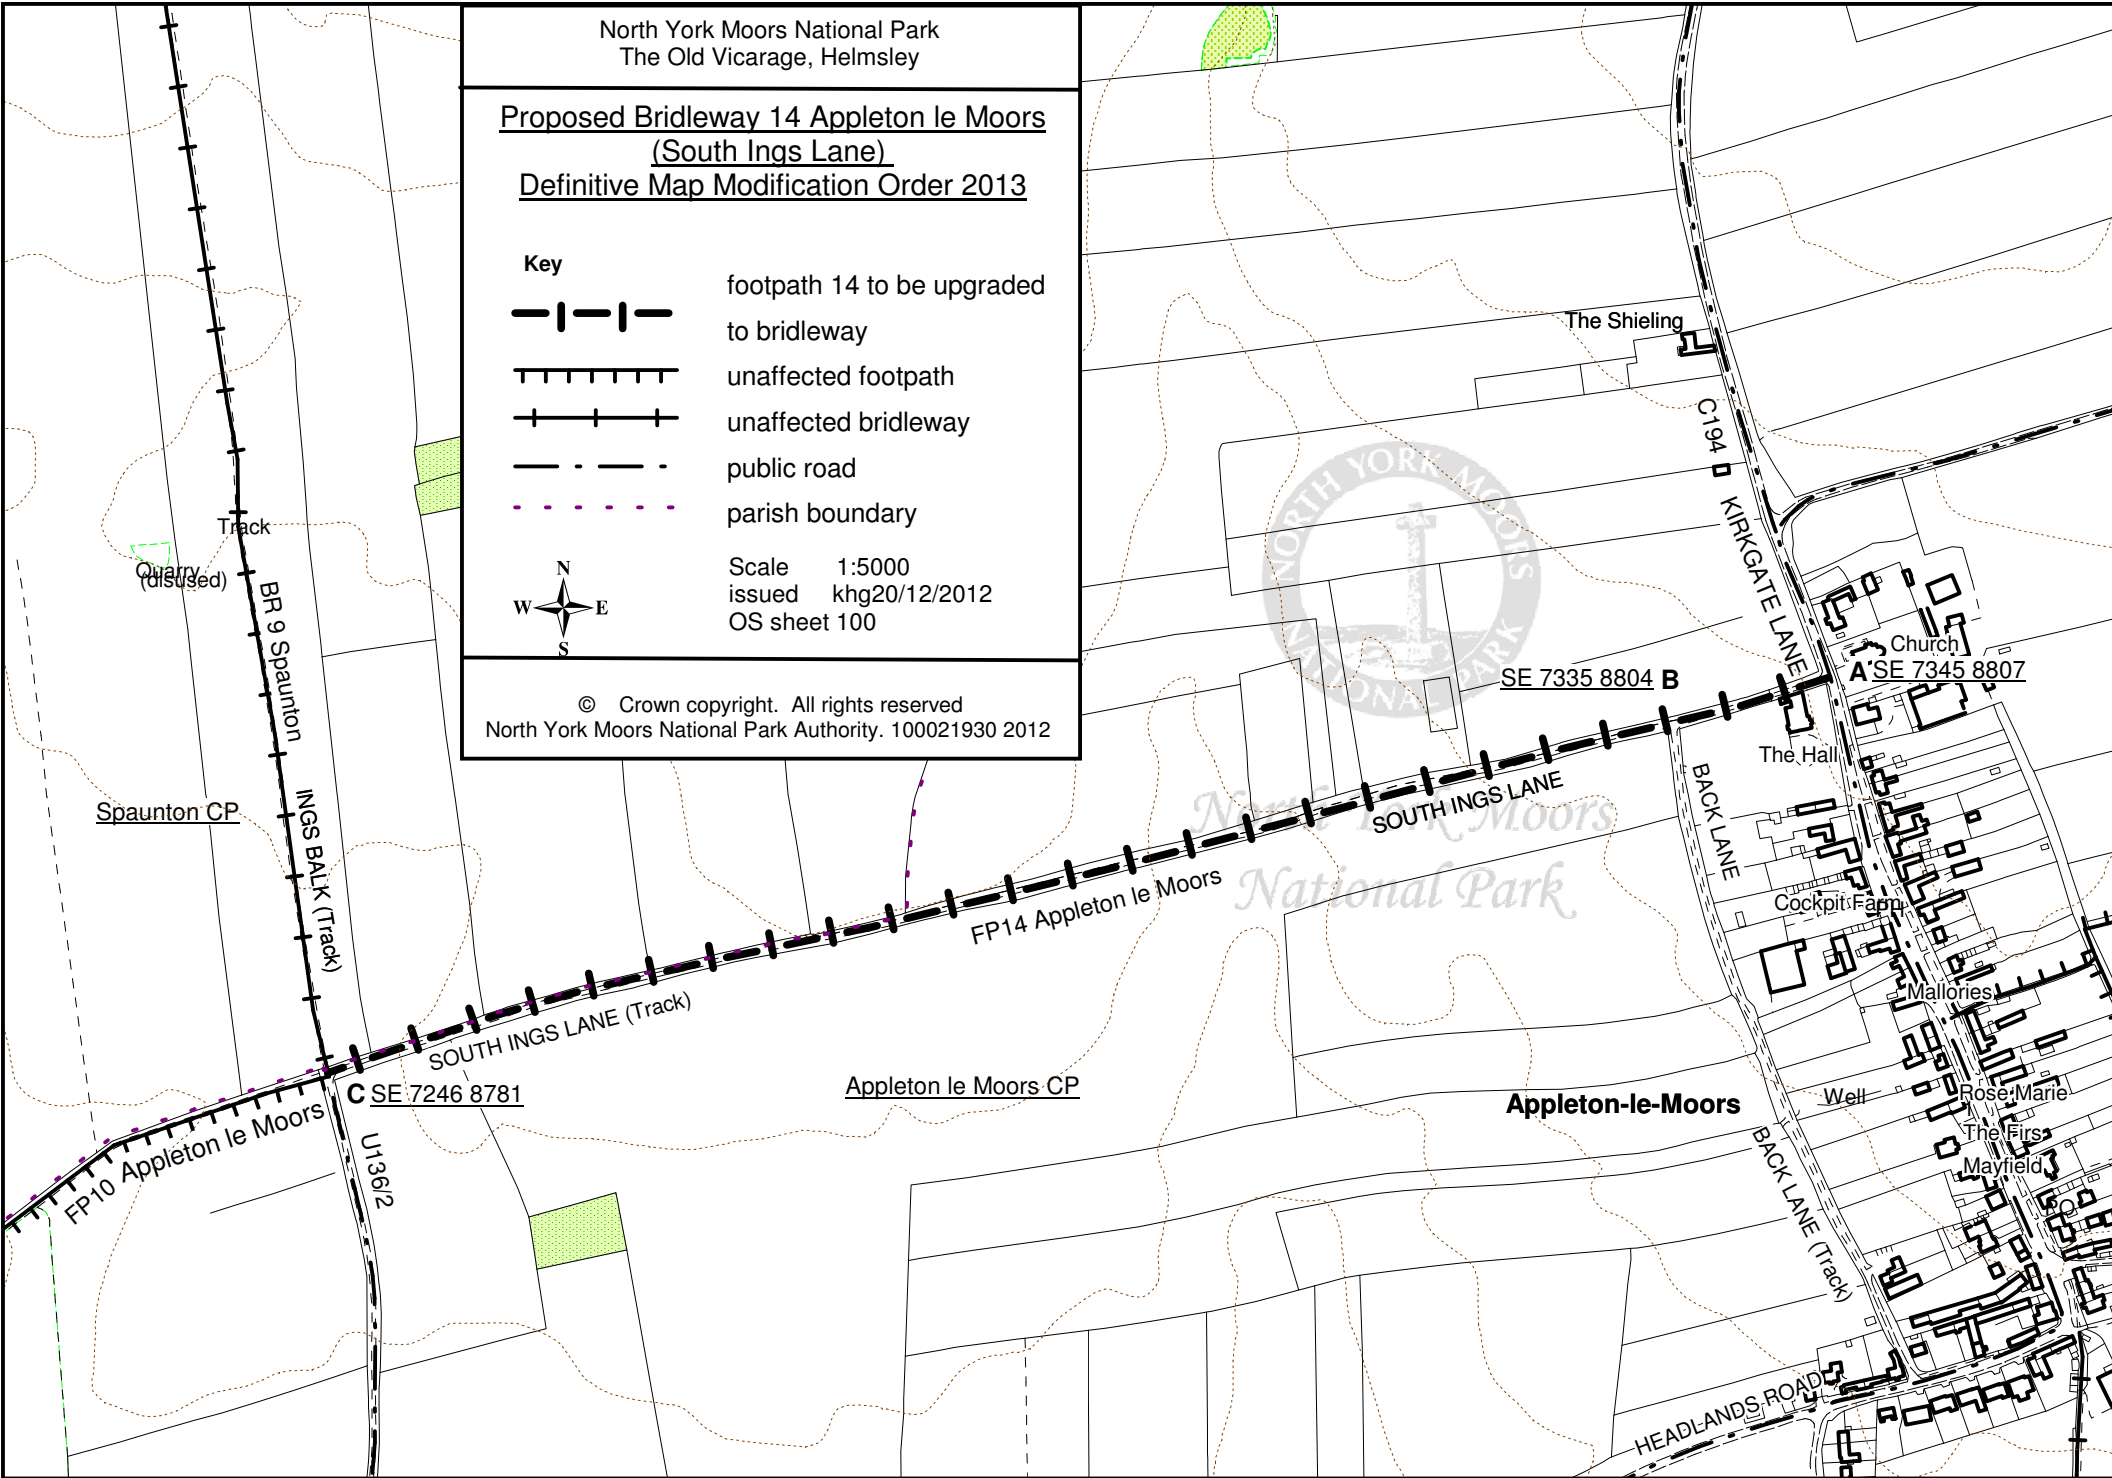 North York Moors National Park
The Old Vicarage, Helmsley
Proposed Bridleway 14 Appleton le Moors
(South Ings Lane)
Definitive Map Modification Order 2013
Key
footpath 14 to be upgraded
to bridleway
unaffected footpath
unaffected bridleway
public road
parish boundary
N
W E
S
Scale 1:5000
issued khg20/12/2012
OS sheet 100
© Crown copyright. All rights reserved
North York Moors National Park Authority. 100021930 2012
The Shieling
C194
KIRKGATE LANE
NORTH YORK MOORS
NATIONAL PARK
North York Moors
National Park
Track
Quarry
(disused)
BR 9 Spaunton
INGS BALK (Track)
Spaunton CP
Church
A SE 7345 8807
SE 7335 8804 B
The Hall
BACK LANE
SOUTH INGS LANE
FP14 Appleton le Moors
Cockpit Farm
Mallories
SOUTH INGS LANE (Track)
C SE 7246 8781
FP10 Appleton le Moors
U136/2
Appleton le Moors CP
Appleton-le-Moors
Well
Rose Marie
The Firs
Mayfield
PO
BACK LANE (Track)
HEADLANDS ROAD